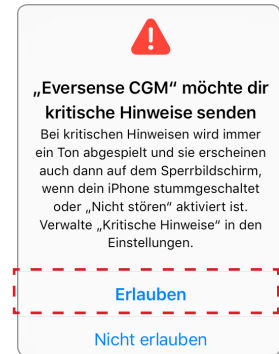 „Eversense CGM“ möchte dir
kritische Hinweise senden
Bei kritischen Hinweisen wird immer
ein Ton abgespielt und sie erscheinen
auch dann auf dem Sperrbildschirm,
wenn dein iPhone stummgeschaltet
oder „Nicht stören“ aktiviert ist.
Verwalte „Kritische Hinweise“ in den
Einstellungen.
Erlauben
Nicht erlauben